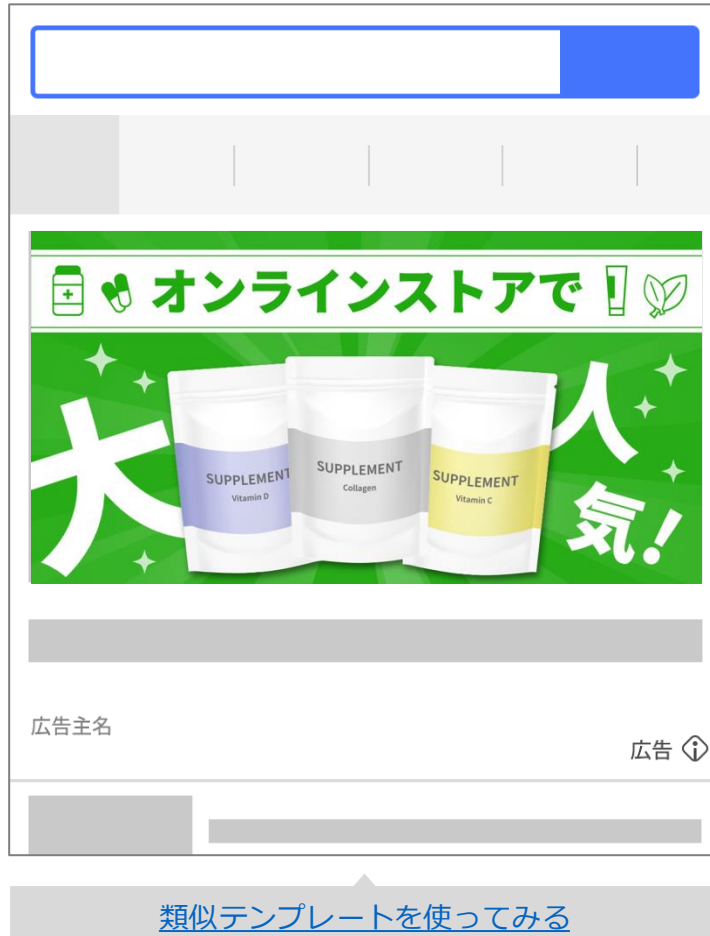 オンラインストアで
大人気!
SUPPLEMENT
Vitamin D
SUPPLEMENT
Collagen
SUPPLEMENT
Vitamin C
広告主名
広告
類似テンプレートを使ってみる